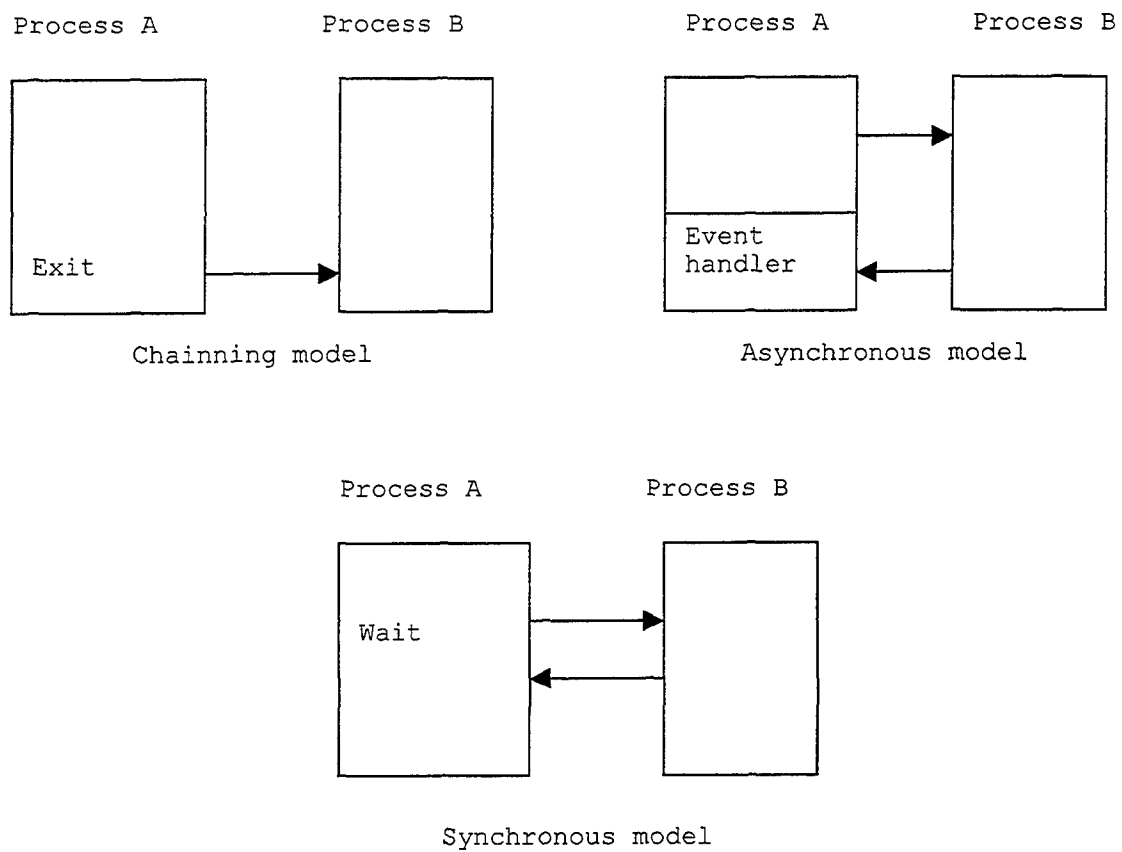 Process A
Process B
Exit
Chainning model
Process A
Process B
Event
handler
Asynchronous model
Process A
Process B
Wait
Synchronous model